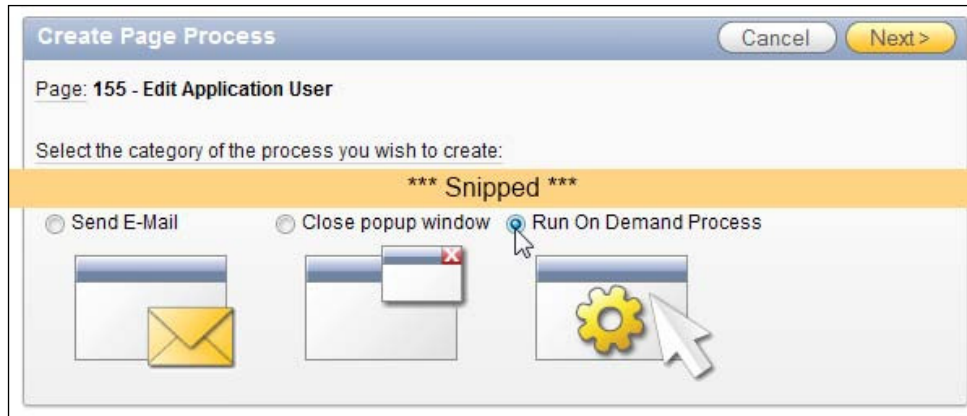 Create Page Process
Cancel
Next >
Page: 155 - Edit Application User
Select the category of the process you wish to create:
*** Snipped ***
Send E-Mail
Close popup window
Run On Demand Process